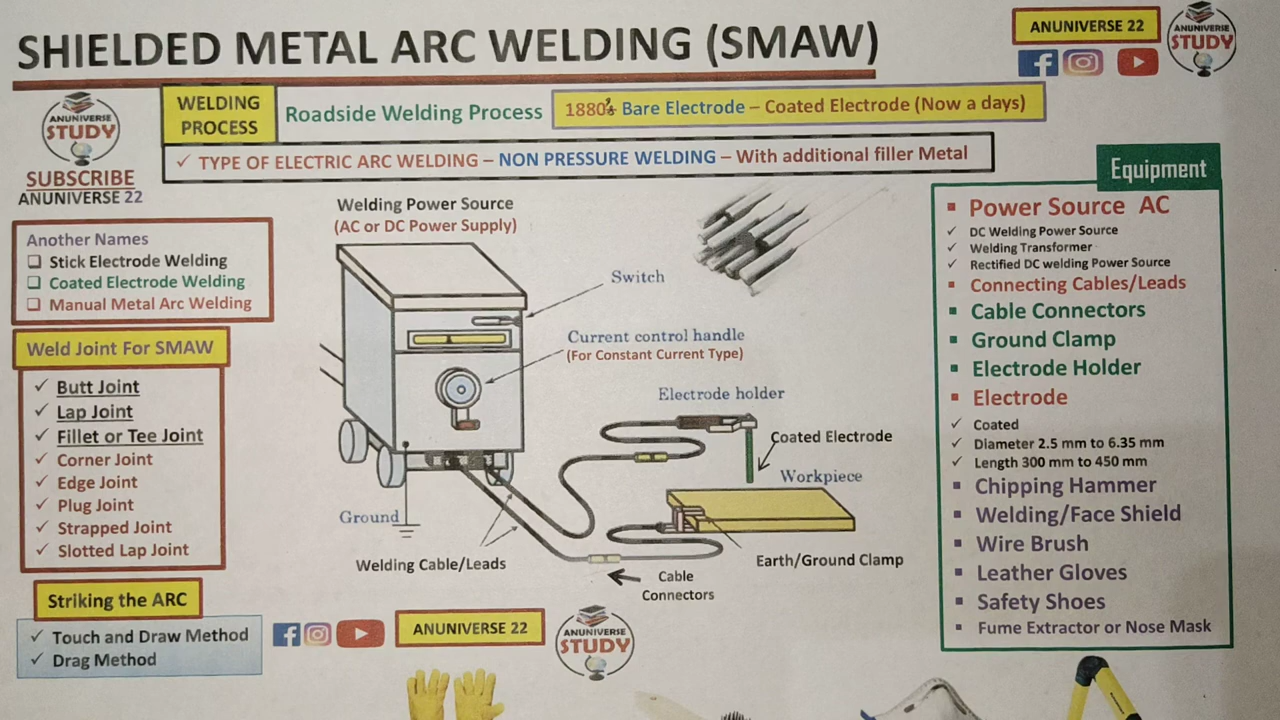 SHIELDED METAL ARC WELDING (SMAW)
ANUNIVERSE 22
ANUNIVERSE
STUDY
ANUNIVERSE
STUDY
SUBSCRIBE
ANUNIVERSE 22
WELDING
PROCESS
Roadside Welding Process
1880's Bare Electrode – Coated Electrode (Now a days)
✓ TYPE OF ELECTRIC ARC WELDING – NON PRESSURE WELDING – With additional filler Metal
Another Names
❑ Stick Electrode Welding
❑ Coated Electrode Welding
❑ Manual Metal Arc Welding
Weld Joint For SMAW
✓ Butt Joint
✓ Lap Joint
✓ Fillet or Tee Joint
✓ Corner Joint
✓ Edge Joint
✓ Plug Joint
✓ Strapped Joint
✓ Slotted Lap Joint
Striking the ARC
✓ Touch and Draw Method
✓ Drag Method
Welding Power Source
(AC or DC Power Supply)
Switch
Current control handle
(For Constant Current Type)
Electrode holder
Coated Electrode
Workpiece
Ground
Welding Cable/Leads
Earth/Ground Clamp
Cable
Connectors
ANUNIVERSE 22
ANUNIVERSE
STUDY
Equipment
▪ Power Source AC
✓ DC Welding Power Source
✓ Welding Transformer
✓ Rectified DC welding Power Source
▪ Connecting Cables/Leads
▪ Cable Connectors
▪ Ground Clamp
▪ Electrode Holder
▪ Electrode
✓ Coated
✓ Diameter 2.5 mm to 6.35 mm
✓ Length 300 mm to 450 mm
▪ Chipping Hammer
▪ Welding/Face Shield
▪ Wire Brush
▪ Leather Gloves
▪ Safety Shoes
▪ Fume Extractor or Nose Mask